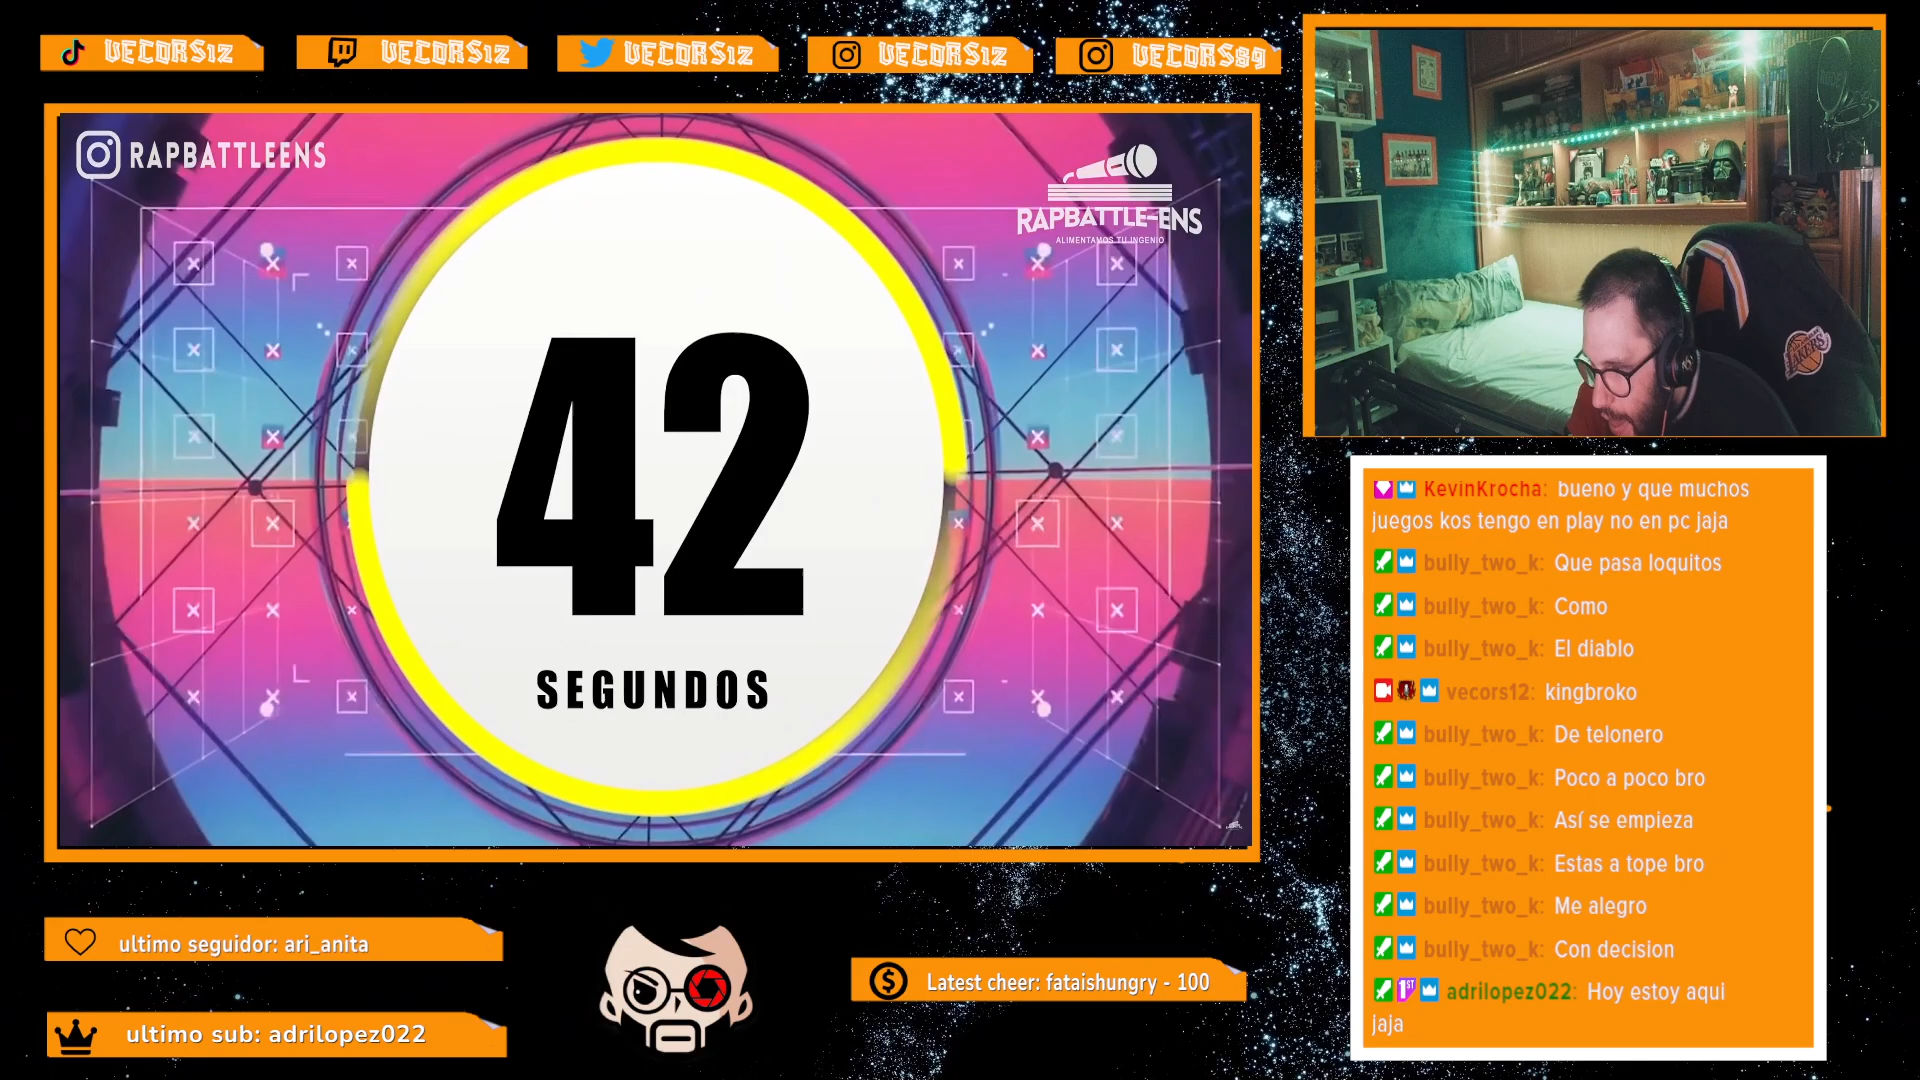 VECORS12
VECORS12
VECORS12
VECORS12
VECORS89
RAPBATTLEENS
RAPBATTLE-ENS
ALIMENTAMOS TU INGENIO
42
SEGUNDOS
LAKERS
KevinKrocha: bueno y que muchos
juegos kos tengo en play no en pc jaja
bully_two_k: Que pasa loquitos
bully_two_k: Como
bully_two_k: El diablo
vecors12: kingbroko
bully_two_k: De telonero
bully_two_k: Poco a poco bro
bully_two_k: Así se empieza
bully_two_k: Estas a tope bro
bully_two_k: Me alegro
bully_two_k: Con decision
1ST adrilopez022: Hoy estoy aqui
jaja
ultimo seguidor: ari_anita
Latest cheer: fataishungry - 100
ultimo sub: adrilopez022